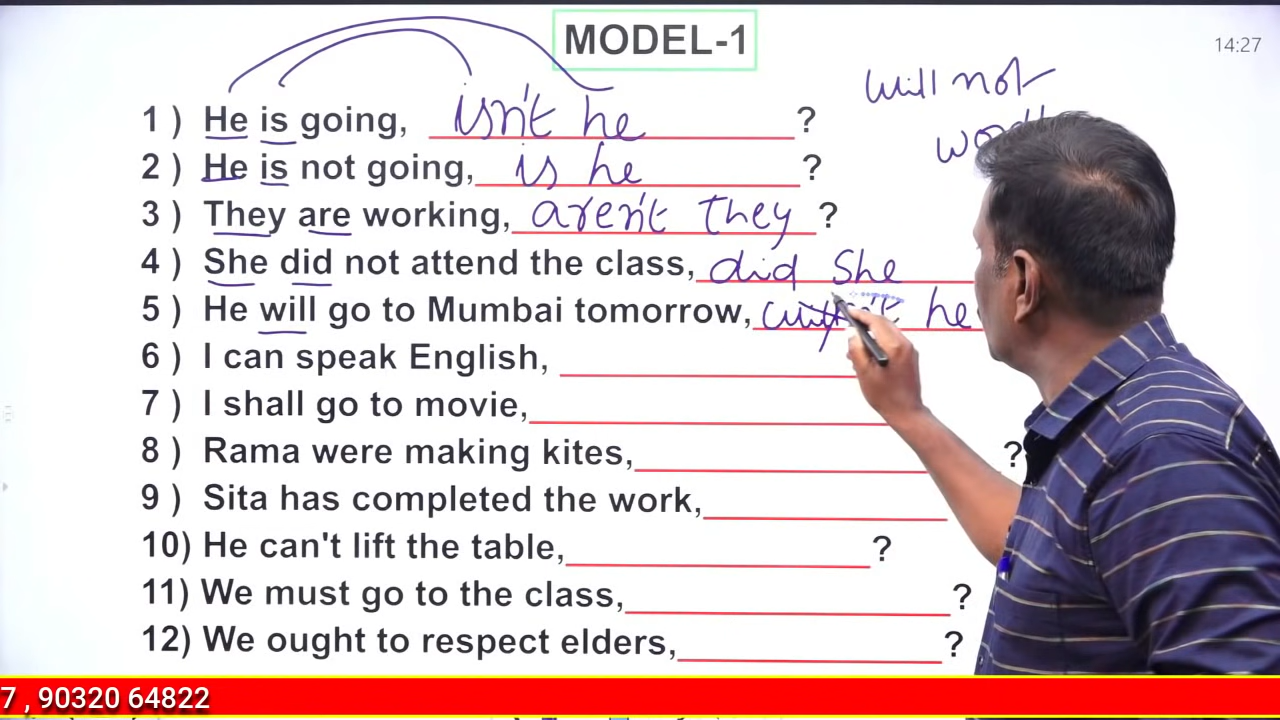 MODEL-1
14:27
will not
1 ) He is going, isn't he ?
2 ) He is not going, is he ?
3 ) They are working, aren't they ?
4 ) She did not attend the class, did She
5 ) He will go to Mumbai tomorrow, he
6 ) I can speak English,
7 ) I shall go to movie,
8 ) Rama were making kites, ?
9 ) Sita has completed the work,
10) He can't lift the table, ?
11) We must go to the class, ?
12) We ought to respect elders, ?
7 , 90320 64822